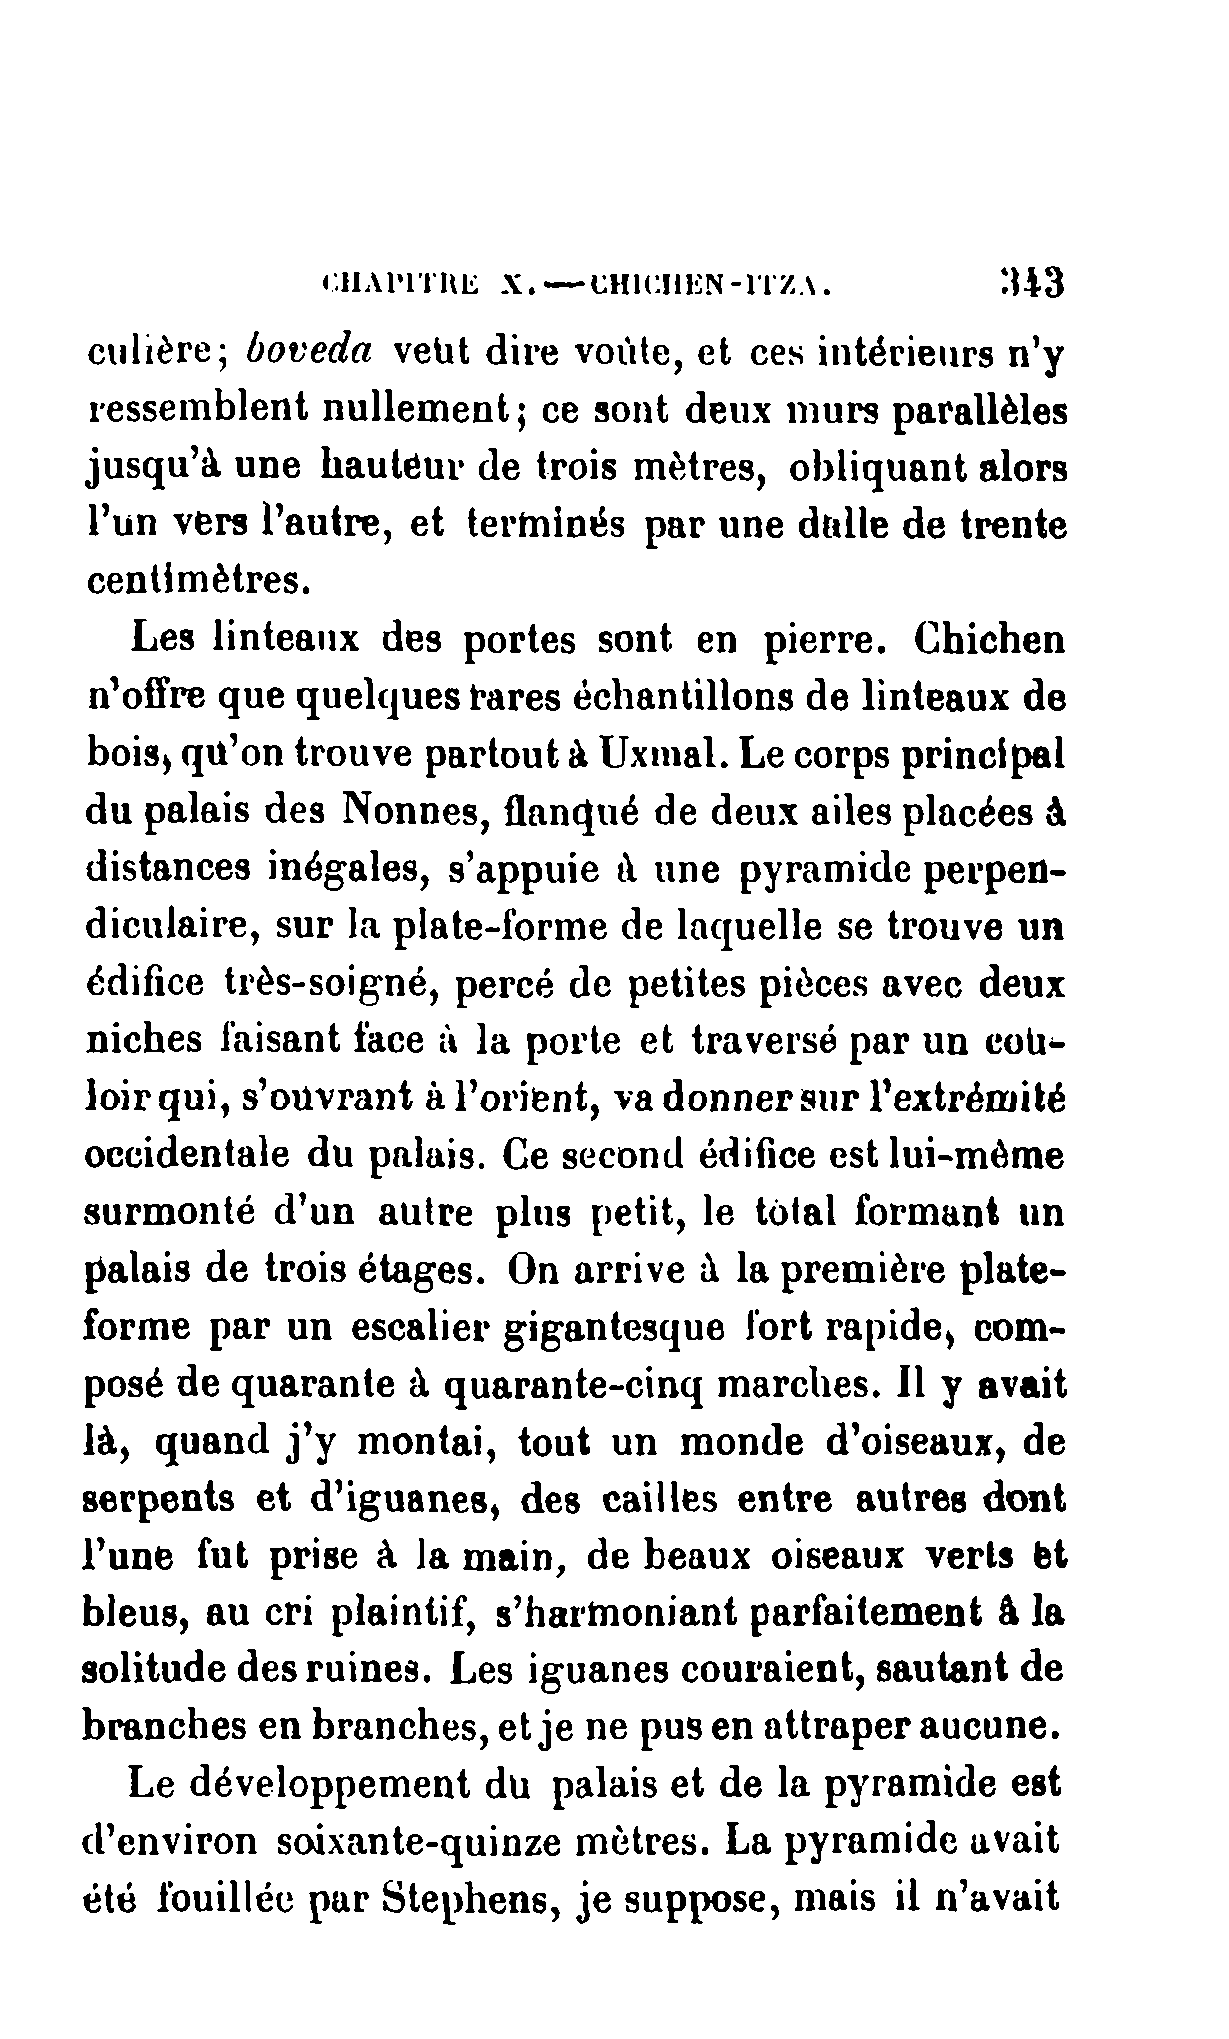 CHAPITRE X. — CHICHEN-ITZA. 343
culière; boveda veut dire voûte, et ces intérieurs n'y
ressemblent nullement; ce sont deux murs parallèles
jusqu'à une hauteur de trois mètres, obliquant alors
l'un vers l'autre, et terminés par une dalle de trente
centimètres.
Les linteaux des portes sont en pierre. Chichen
n'offre que quelques rares échantillons de linteaux de
bois, qu'on trouve partout à Uxmal. Le corps principal
du palais des Nonnes, flanqué de deux ailes placées à
distances inégales, s'appuie à une pyramide perpen-
diculaire, sur la plate-forme de laquelle se trouve un
édifice très-soigné, percé de petites pièces avec deux
niches faisant face à la porte et traversé par un cou-
loir qui, s'ouvrant à l'orient, va donner sur l'extrémité
occidentale du palais. Ce second édifice est lui-même
surmonté d'un autre plus petit, le total formant un
palais de trois étages. On arrive à la première plate-
forme par un escalier gigantesque fort rapide, com-
posé de quarante à quarante-cinq marches. Il y avait
là, quand j'y montai, tout un monde d'oiseaux, de
serpents et d'iguanes, des cailles entre autres dont
l'une fut prise à la main, de beaux oiseaux verts et
bleus, au cri plaintif, s'harmoniant parfaitement à la
solitude des ruines. Les iguanes couraient, sautant de
branches en branches, et je ne pus en attraper aucune.
Le développement du palais et de la pyramide est
d'environ soixante-quinze mètres. La pyramide avait
été fouillée par Stephens, je suppose, mais il n'avait